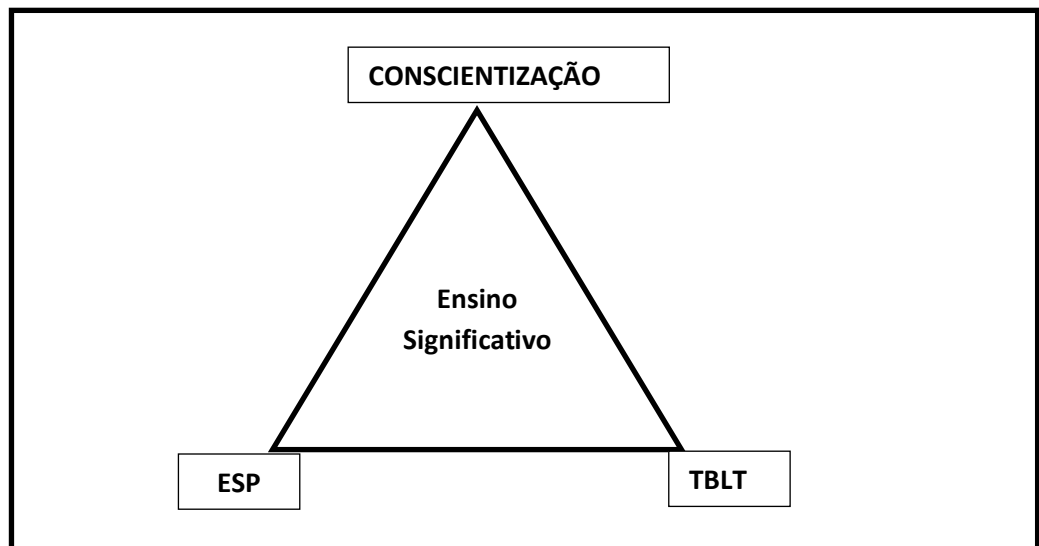 CONSCIENTIZAÇÃO
Ensino
Significativo
ESP
TBLT